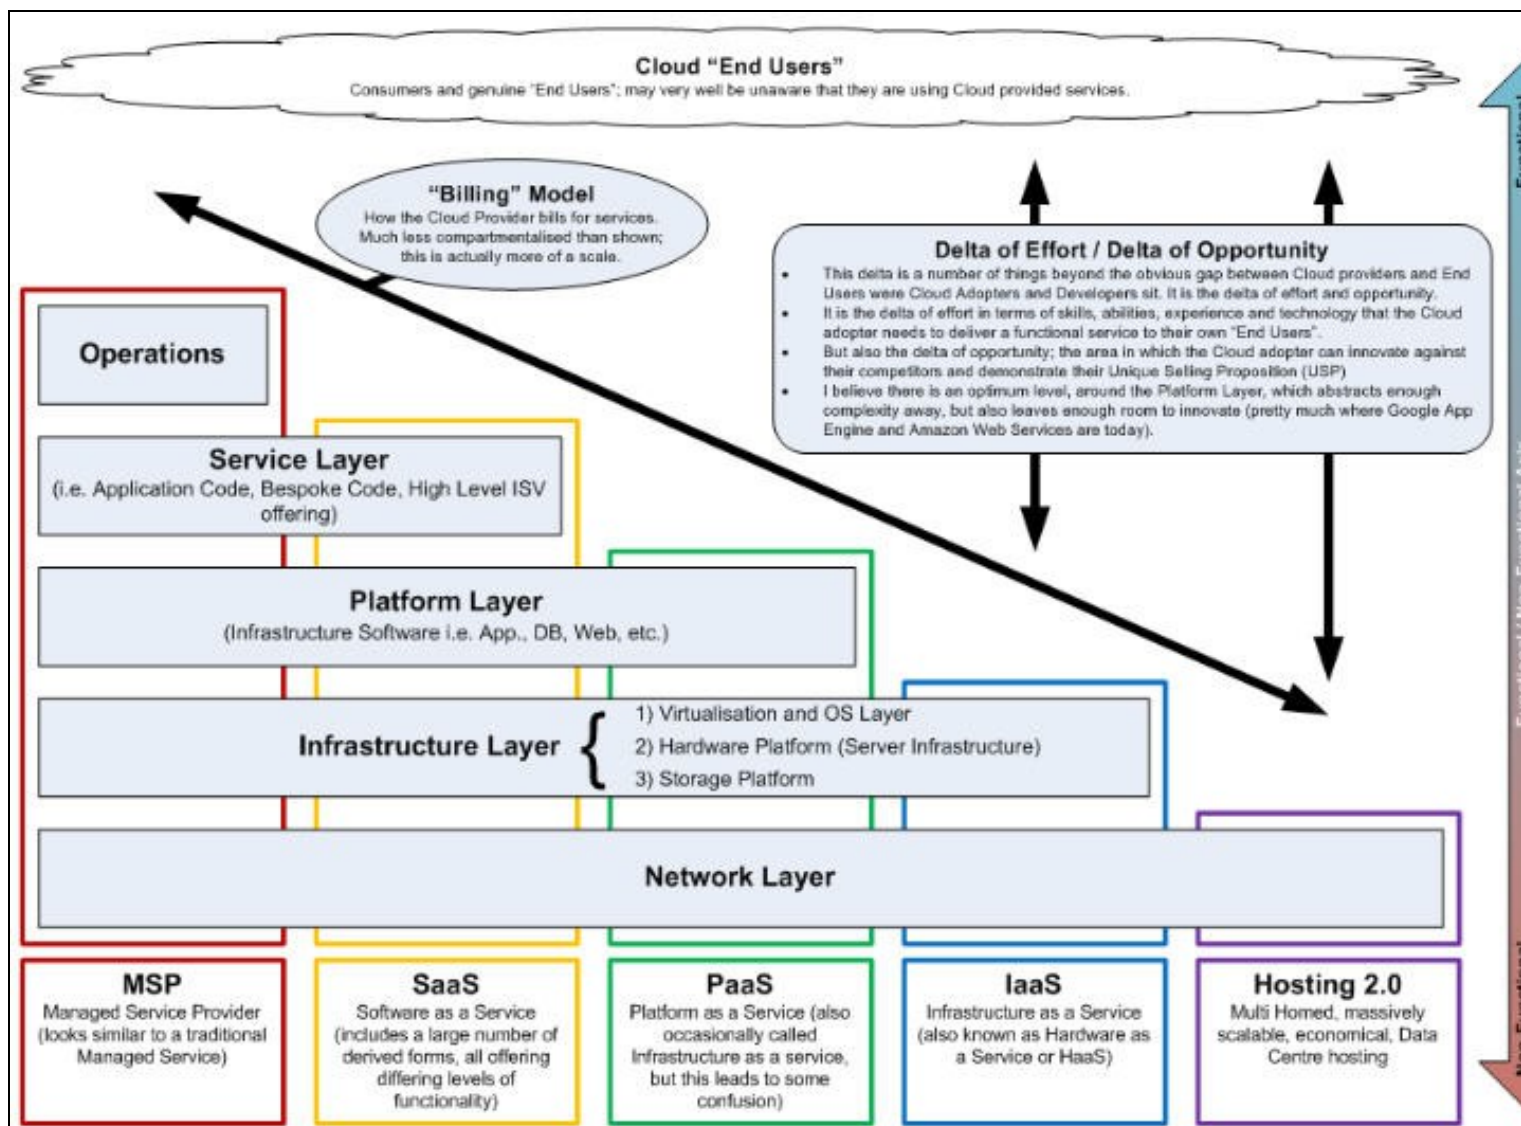 Cloud “End Users”
Consumers and genuine “End Users”; may very well be unaware that they are using Cloud provided services.
“Billing” Model
How the Cloud Provider bills for services.
Much less compartmentalised than shown;
this is actually more of a scale.
Delta of Effort / Delta of Opportunity
• This delta is a number of things beyond the obvious gap between Cloud providers and End
Users were Cloud Adopters and Developers sit. It is the delta of effort and opportunity.
• It is the delta of effort in terms of skills, abilities, experience and technology that the Cloud
adopter needs to deliver a functional service to their own “End Users”.
• But also the delta of opportunity; the area in which the Cloud adopter can innovate against
their competitors and demonstrate their Unique Selling Proposition (USP)
• I believe there is an optimum level, around the Platform Layer, which abstracts enough
complexity away, but also leaves enough room to innovate (pretty much where Google App
Engine and Amazon Web Services are today).
Operations
Service Layer
(i.e. Application Code, Bespoke Code, High Level ISV
offering)
Platform Layer
(Infrastructure Software i.e. App., DB, Web, etc.)
Infrastructure Layer
1) Virtualisation and OS Layer
2) Hardware Platform (Server Infrastructure)
3) Storage Platform
Network Layer
MSP
Managed Service Provider
(looks similar to a traditional
Managed Service)
SaaS
Software as a Service
(includes a large number of
derived forms, all offering
differing levels of
functionality)
PaaS
Platform as a Service (also
occasionally called
Infrastructure as a service,
but this leads to some
confusion)
IaaS
Infrastructure as a Service
(also known as Hardware as
a Service or HaaS)
Hosting 2.0
Multi Homed, massively
scalable, economical, Data
Centre hosting